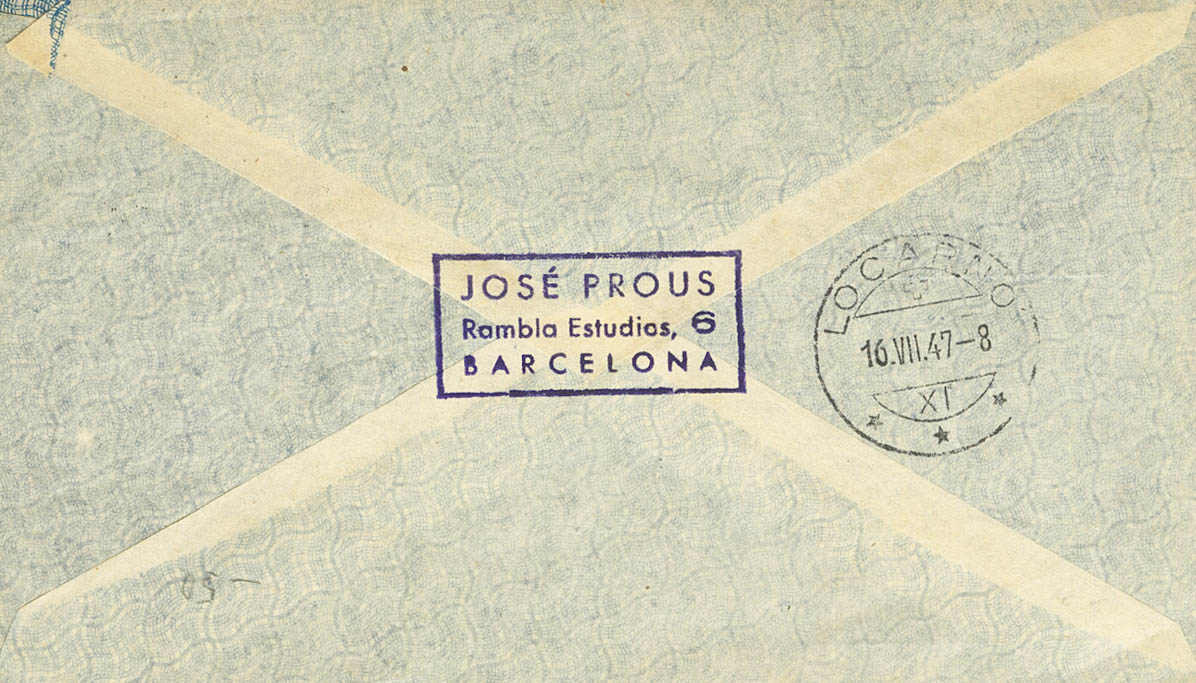 JOSÉ PROUS
Rambla Estudios, 6
BARCELONA
LOCARNO
16.VII.47-8
XI